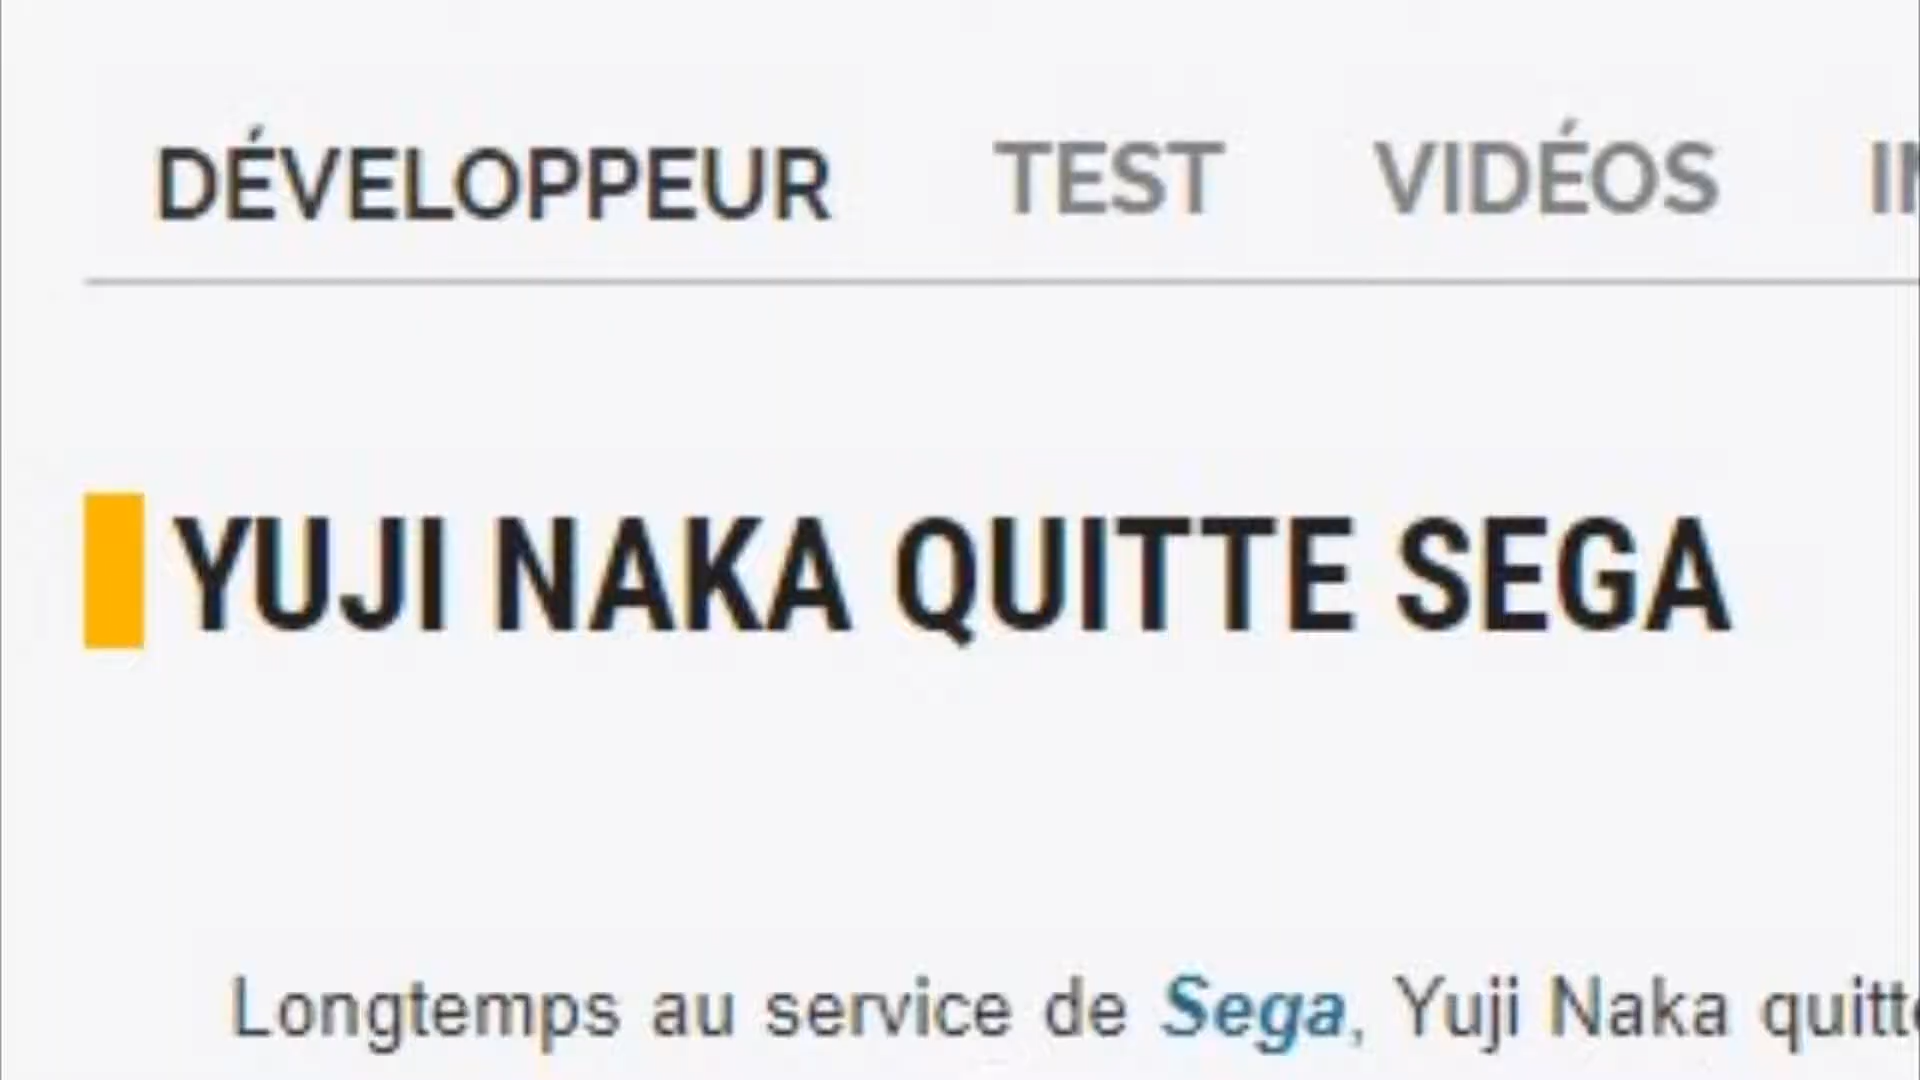 DÉVELOPPEUR TEST VIDÉOS
YUJI NAKA QUITTE SEGA
Longtemps au service de Sega, Yuji Naka